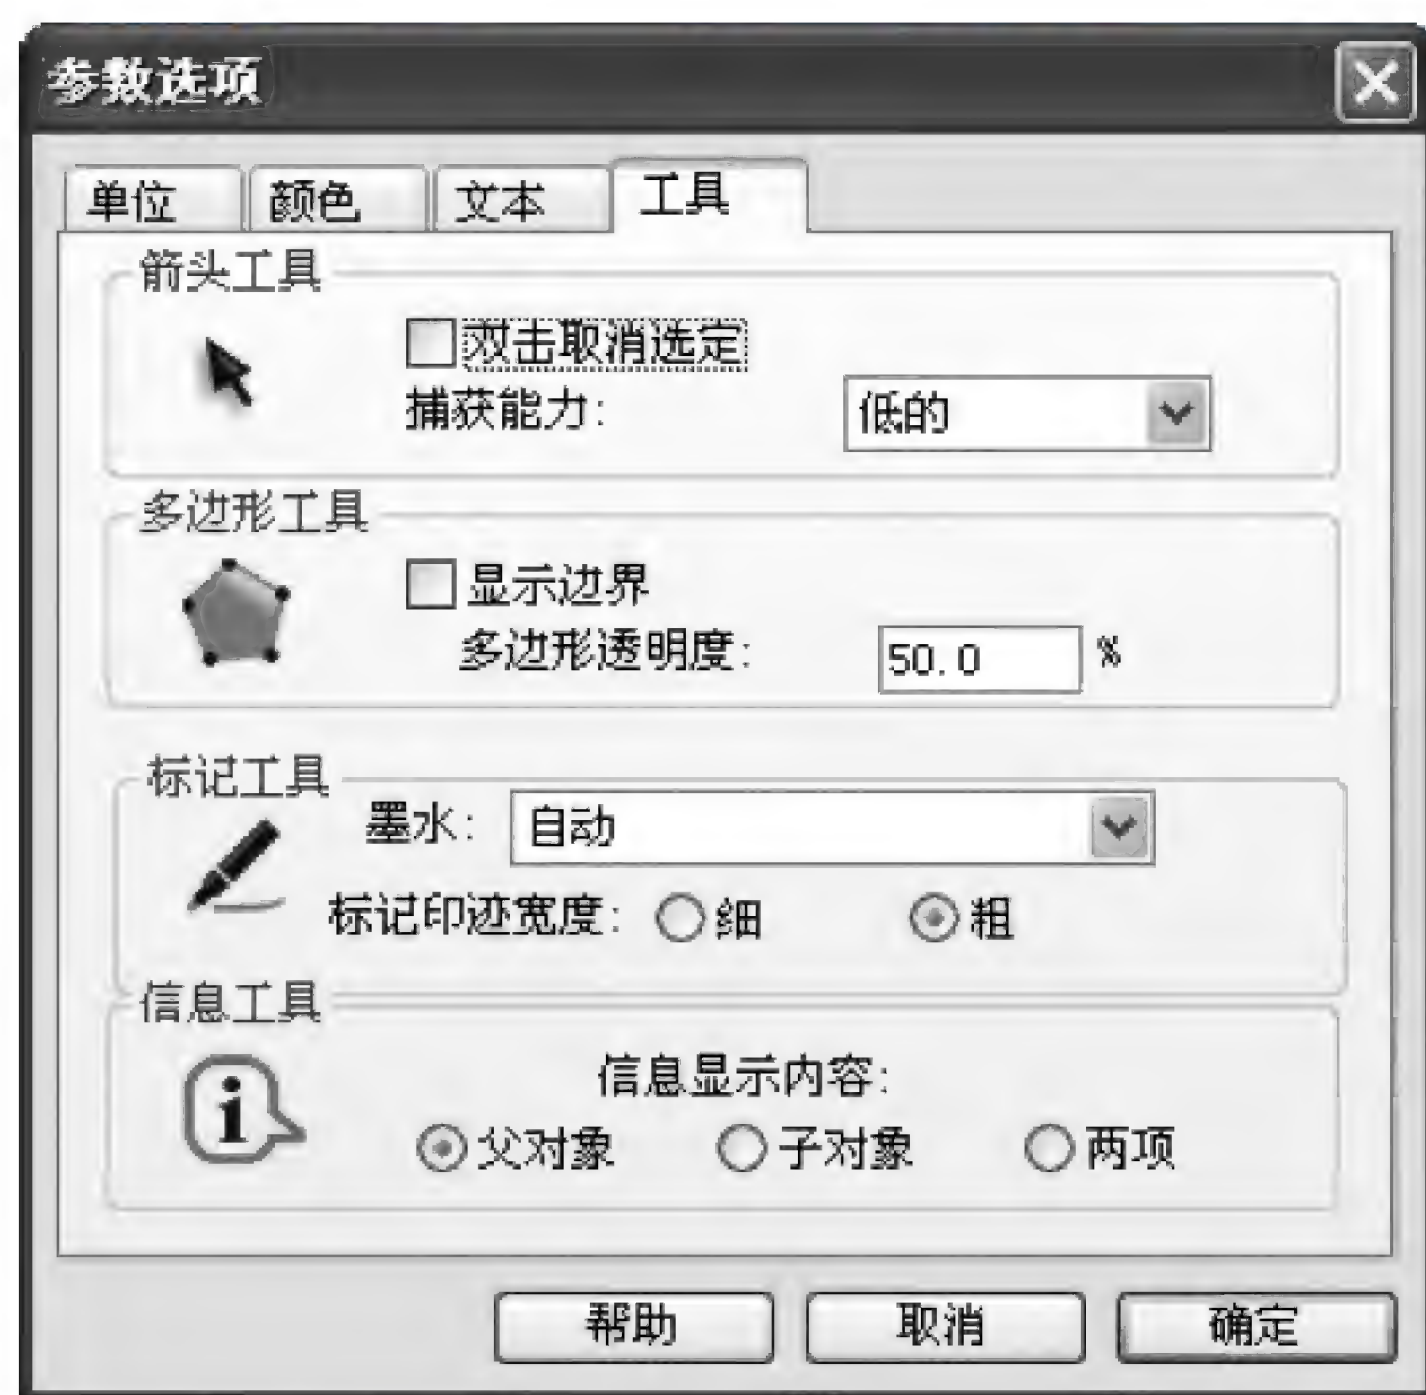 参数选项
单位 颜色 文本 工具
箭头工具
双击取消选定
捕获能力: 低的
多边形工具
显示边界
多边形透明度: 50.0 %
标记工具
墨水: 自动
标记印迹宽度: 细 粗
信息工具
信息显示内容:
父对象 子对象 两项
帮助 取消 确定